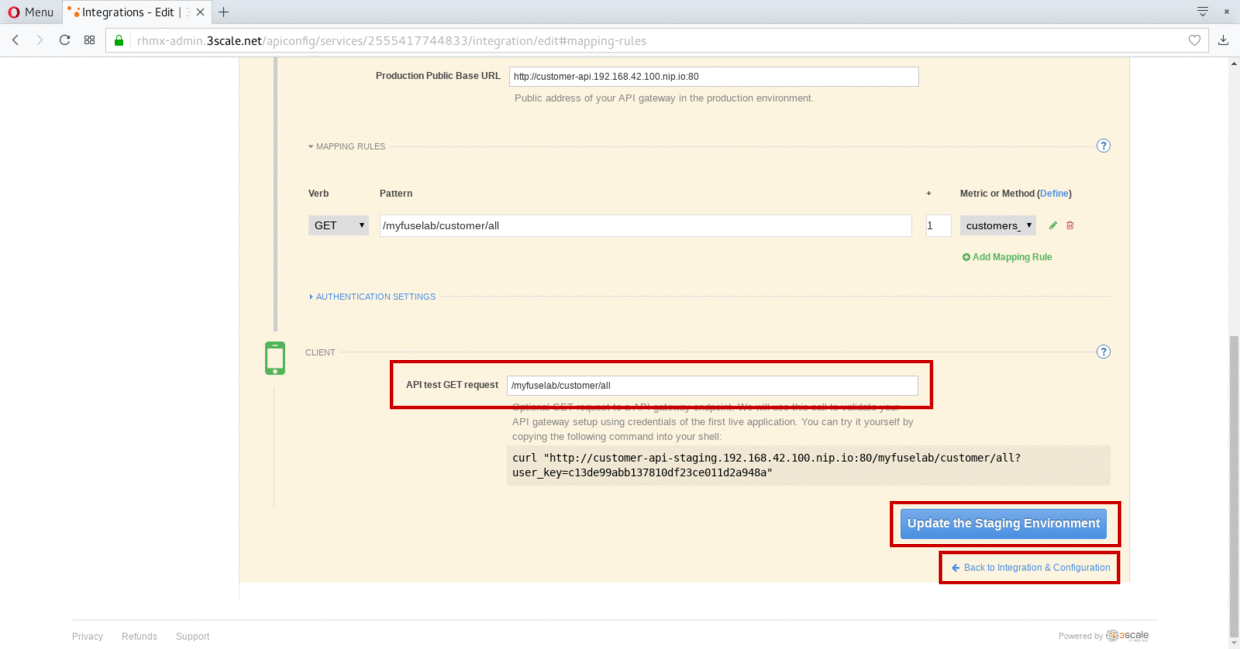 Menu
Integrations - Edit |
rhmx-admin.3scale.net/apiconfig/services/2555417744833/integration/edit#mapping-rules
Production Public Base URL
http://customer-api.192.168.42.100.nip.io:80
Public address of your API gateway in the production environment.
MAPPING RULES
?
Verb
Pattern
+
Metric or Method (Define)
GET
/myfuselab/customer/all
1
customers_
Add Mapping Rule
AUTHENTICATION SETTINGS
CLIENT
?
API test GET request
/myfuselab/customer/all
Optional GET request to a API gateway endpoint. We will use this call to validate your
API gateway setup using credentials of the first live application. You can try it yourself by
copying the following command into your shell:
curl "http://customer-api-staging.192.168.42.100.nip.io:80/myfuselab/customer/all?
user_key=c13de99abb137810df23ce011d2a948a"
Update the Staging Environment
Back to Integration & Configuration
Privacy
Refunds
Support
Powered by 3scale